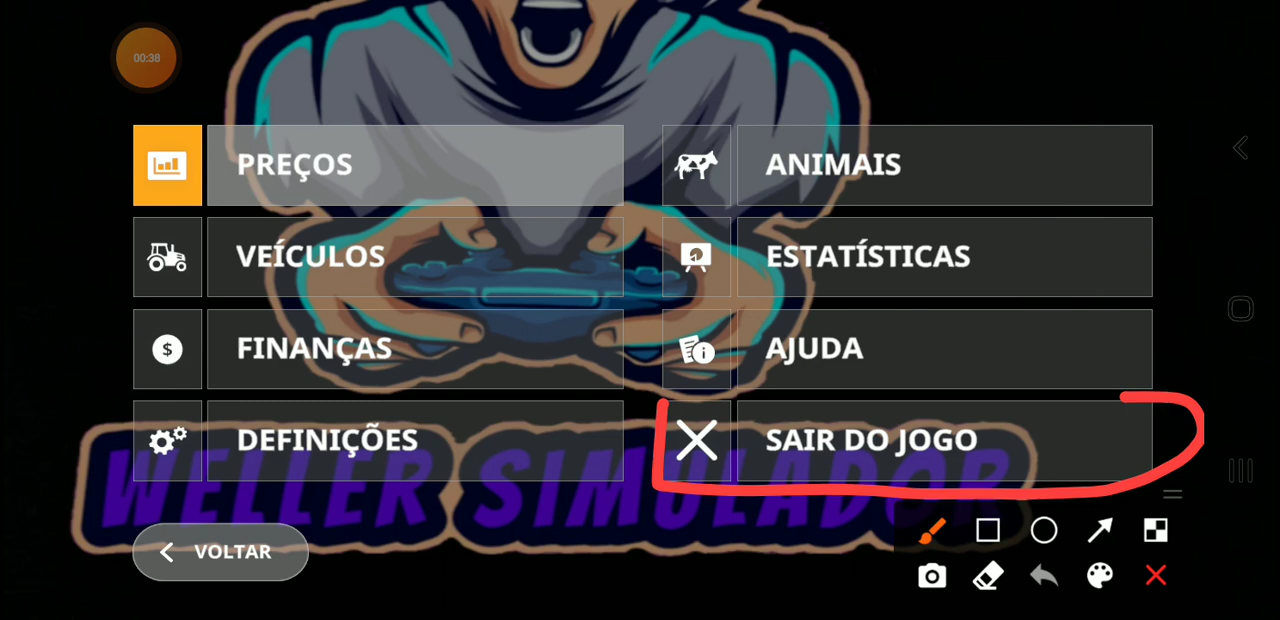 00:38
PREÇOS
ANIMAIS
VEÍCULOS
ESTATÍSTICAS
FINANÇAS
AJUDA
DEFINIÇÕES
SAIR DO JOGO
WELLER SIMULADOR
VOLTAR